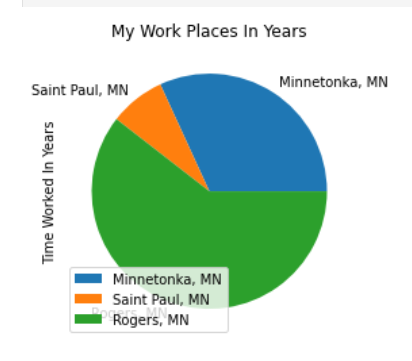 My Work Places In Years
Saint Paul, MN
Minnetonka, MN
Time Worked In Years
Minnetonka, MN
Saint Paul, MN
Rogers, MN
Rogers, MN